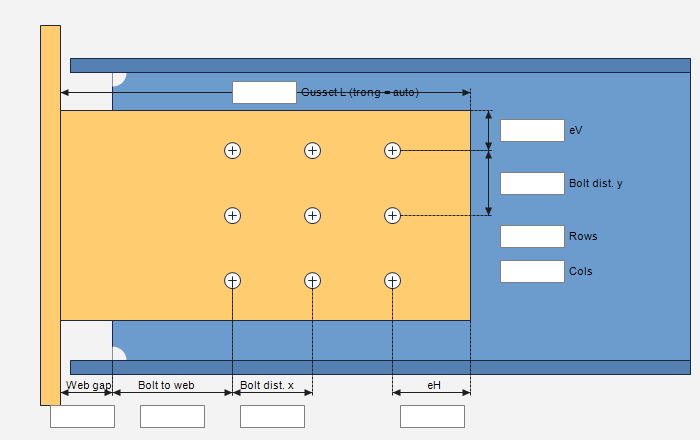 Gusset L (trong = auto)
eV
Bolt dist. y
Rows
Cols
Web gap
Bolt to web
Bolt dist. x
eH